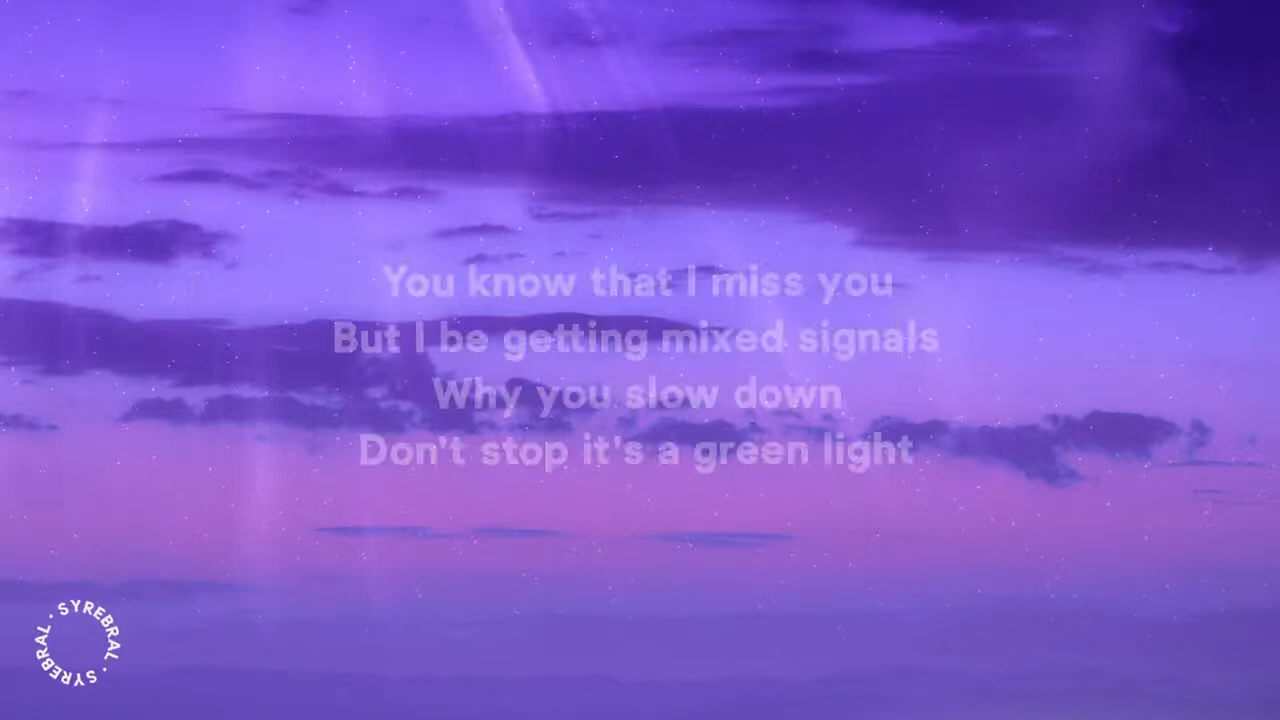 You know that I miss you
But I be getting mixed signals
Why you slow down
Don't stop it's a green light
SYREBRAL · SYREBRAL ·